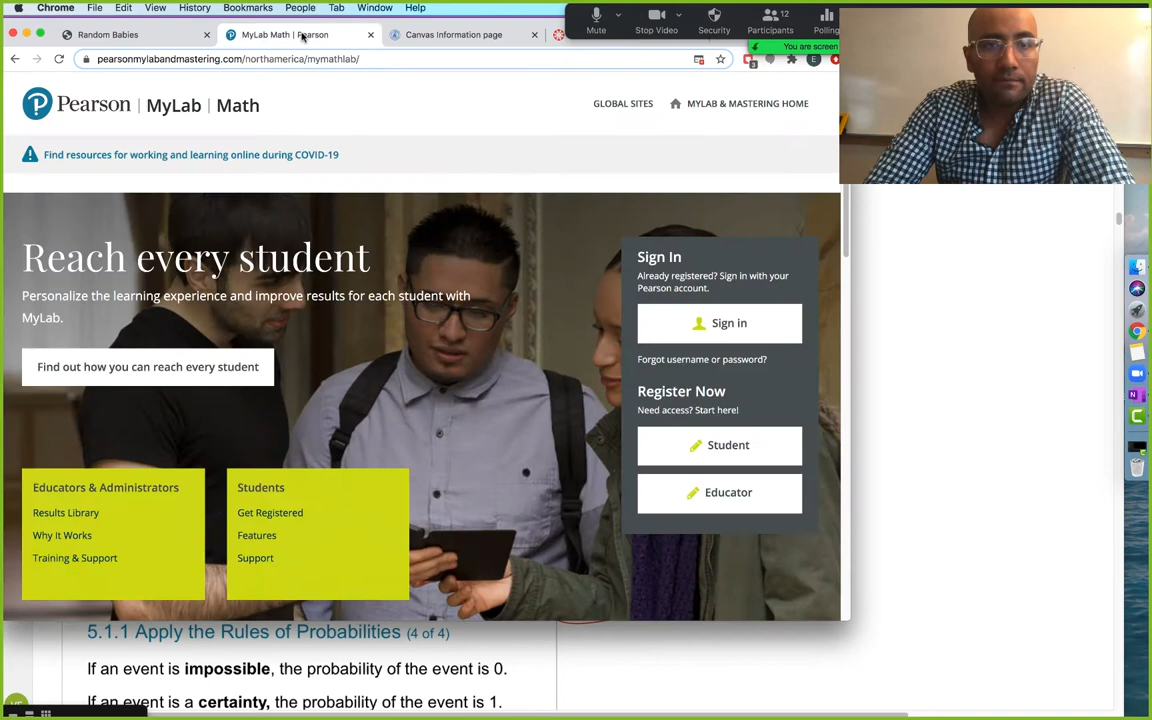 Chrome File Edit View History Bookmarks People Tab Window Help
Mute Stop Video Security Participants 12 Polling
You are screen
Random Babies MyLab Math | Pearson Canvas Information page
pearsonmylabandmastering.com/northamerica/mymathlab/
Pearson | MyLab | Math
GLOBAL SITES MYLAB & MASTERING HOME
Find resources for working and learning online during COVID-19
Reach every student
Personalize the learning experience and improve results for each student with
MyLab.
Find out how you can reach every student
Sign In
Already registered? Sign in with your
Pearson account.
Sign in
Forgot username or password?
Register Now
Need access? Start here!
Student
Educator
Educators & Administrators
Results Library
Why It Works
Training & Support
Students
Get Registered
Features
Support
5.1.1 Apply the Rules of Probabilities (4 of 4)
If an event is impossible, the probability of the event is 0.
If an event is a certainty, the probability of the event is 1.